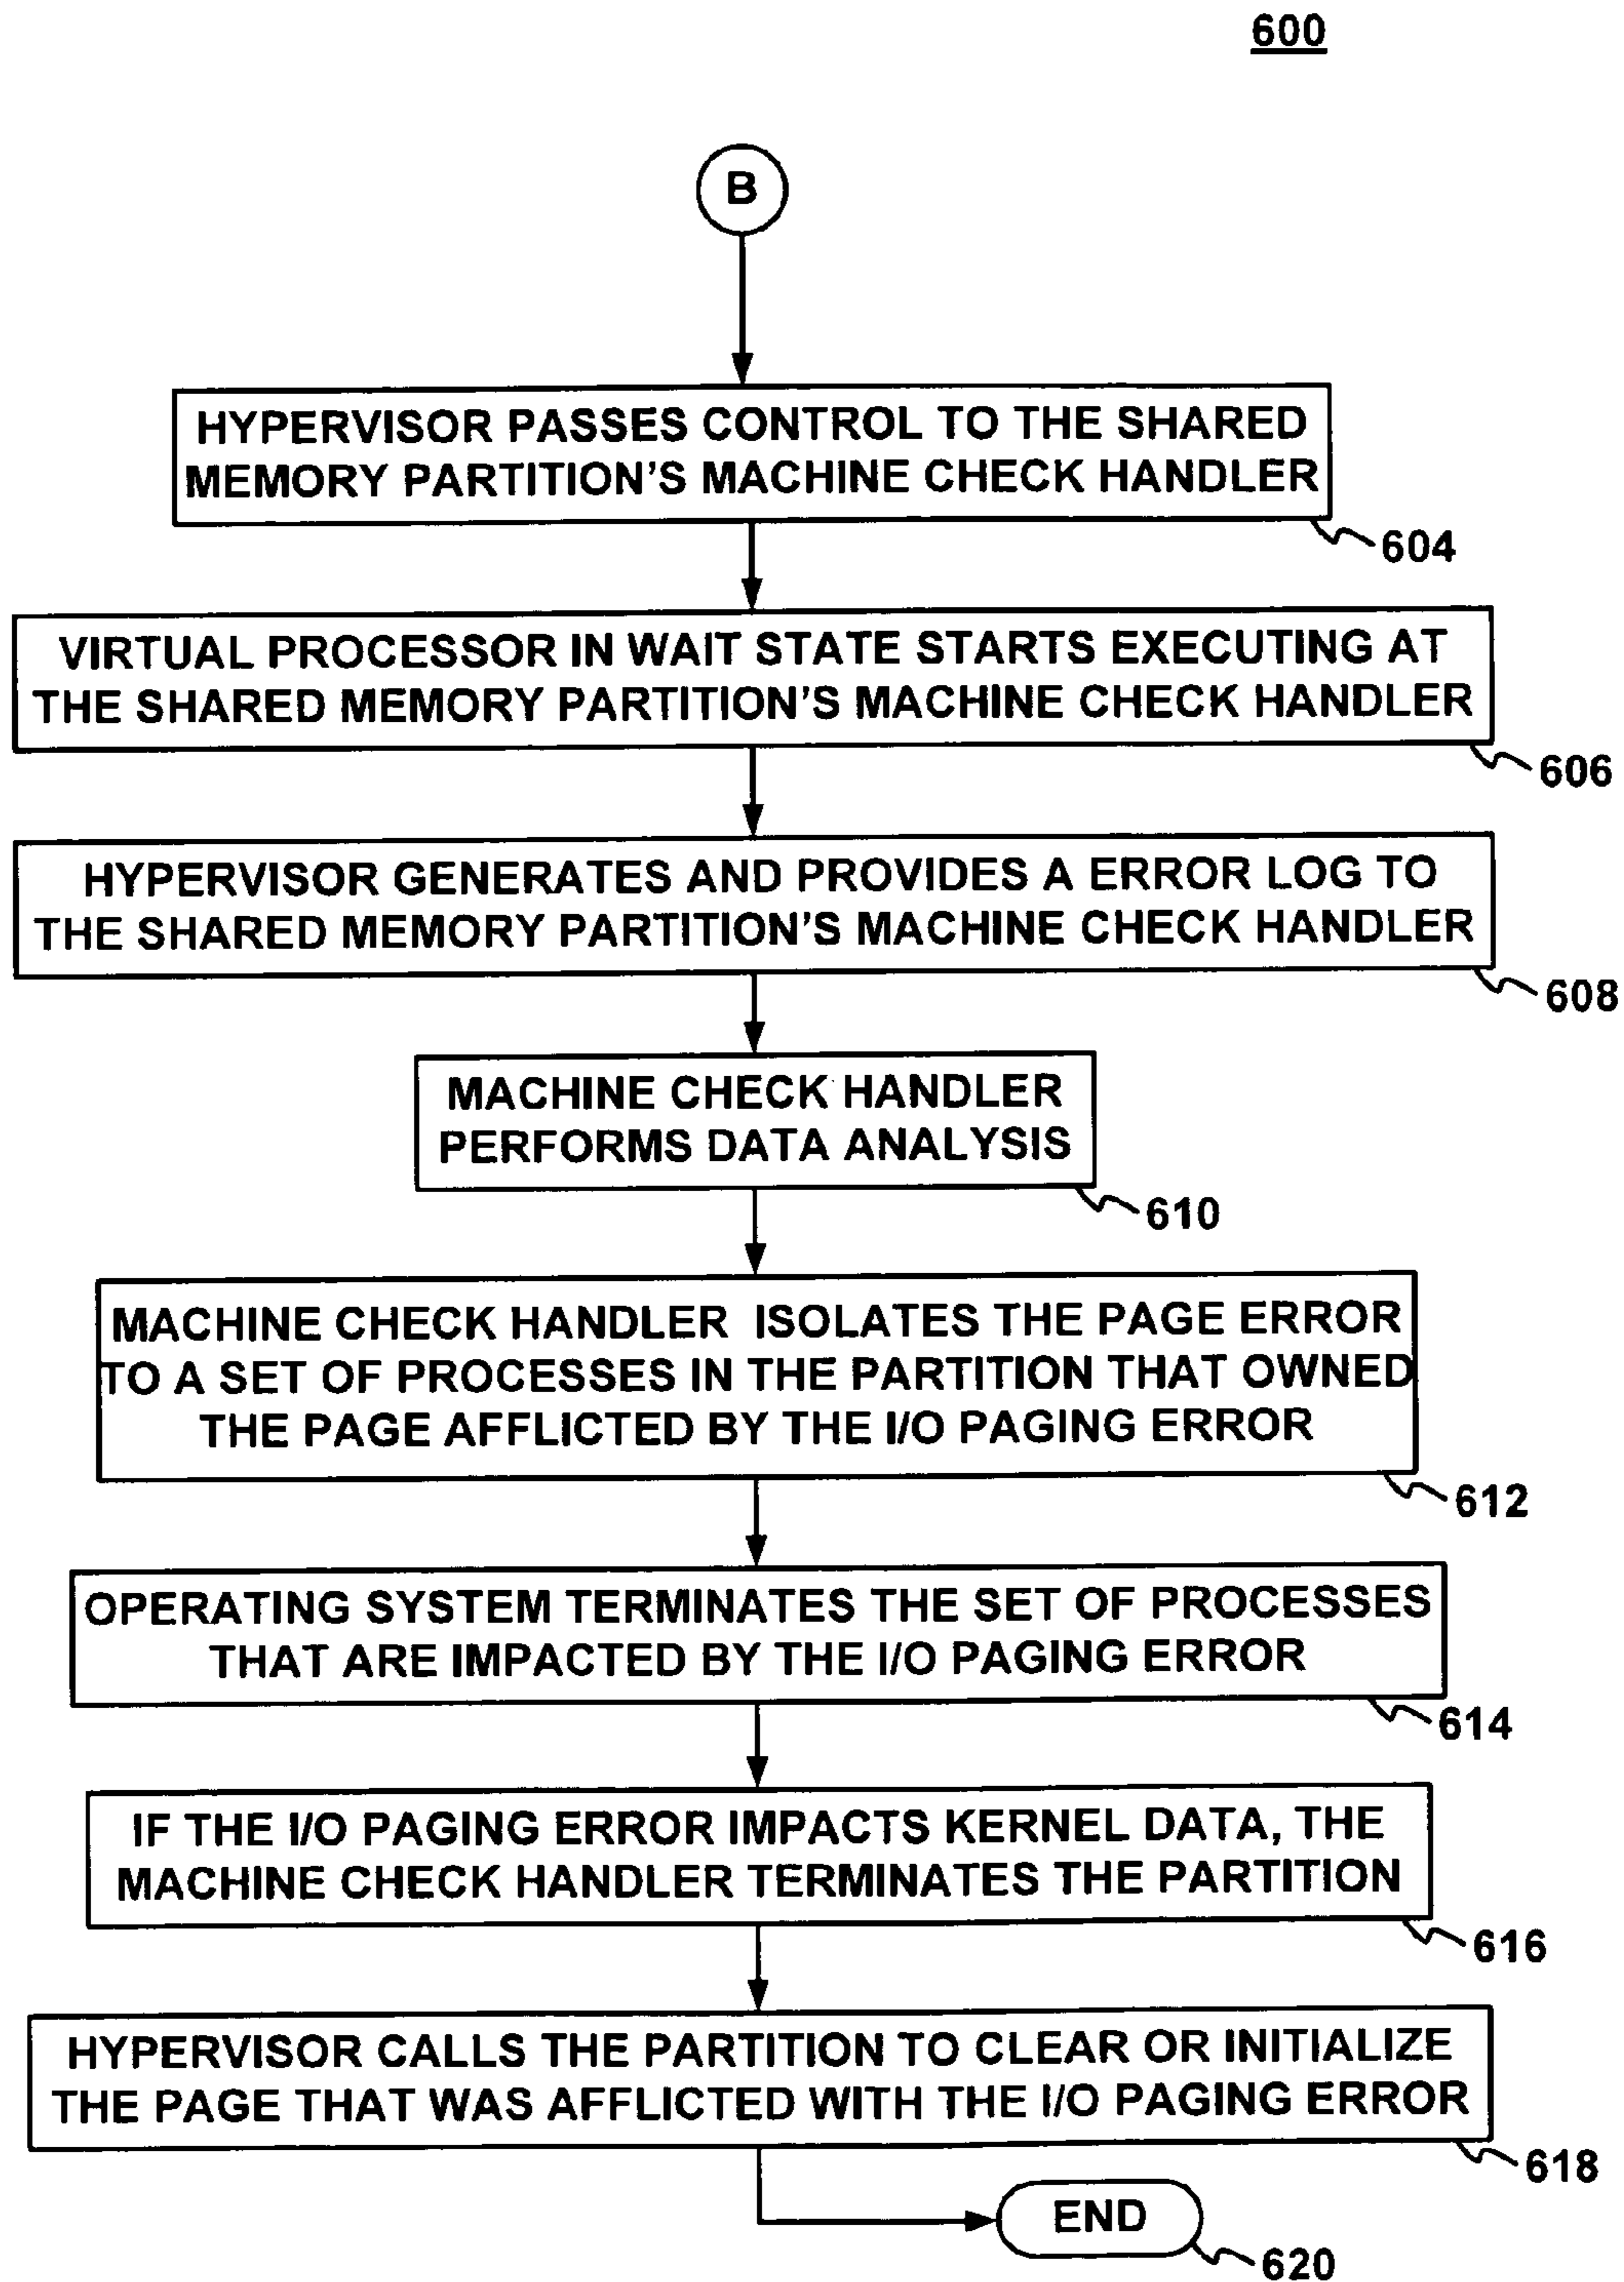 600
B
HYPERVISOR PASSES CONTROL TO THE SHARED
MEMORY PARTITION'S MACHINE CHECK HANDLER
604
VIRTUAL PROCESSOR IN WAIT STATE STARTS EXECUTING AT
THE SHARED MEMORY PARTITION'S MACHINE CHECK HANDLER
606
HYPERVISOR GENERATES AND PROVIDES A ERROR LOG TO
THE SHARED MEMORY PARTITION'S MACHINE CHECK HANDLER
608
MACHINE CHECK HANDLER
PERFORMS DATA ANALYSIS
610
MACHINE CHECK HANDLER ISOLATES THE PAGE ERROR
TO A SET OF PROCESSES IN THE PARTITION THAT OWNED
THE PAGE AFFLICTED BY THE I/O PAGING ERROR
612
OPERATING SYSTEM TERMINATES THE SET OF PROCESSES
THAT ARE IMPACTED BY THE I/O PAGING ERROR
614
IF THE I/O PAGING ERROR IMPACTS KERNEL DATA, THE
MACHINE CHECK HANDLER TERMINATES THE PARTITION
616
HYPERVISOR CALLS THE PARTITION TO CLEAR OR INITIALIZE
THE PAGE THAT WAS AFFLICTED WITH THE I/O PAGING ERROR
618
END
620